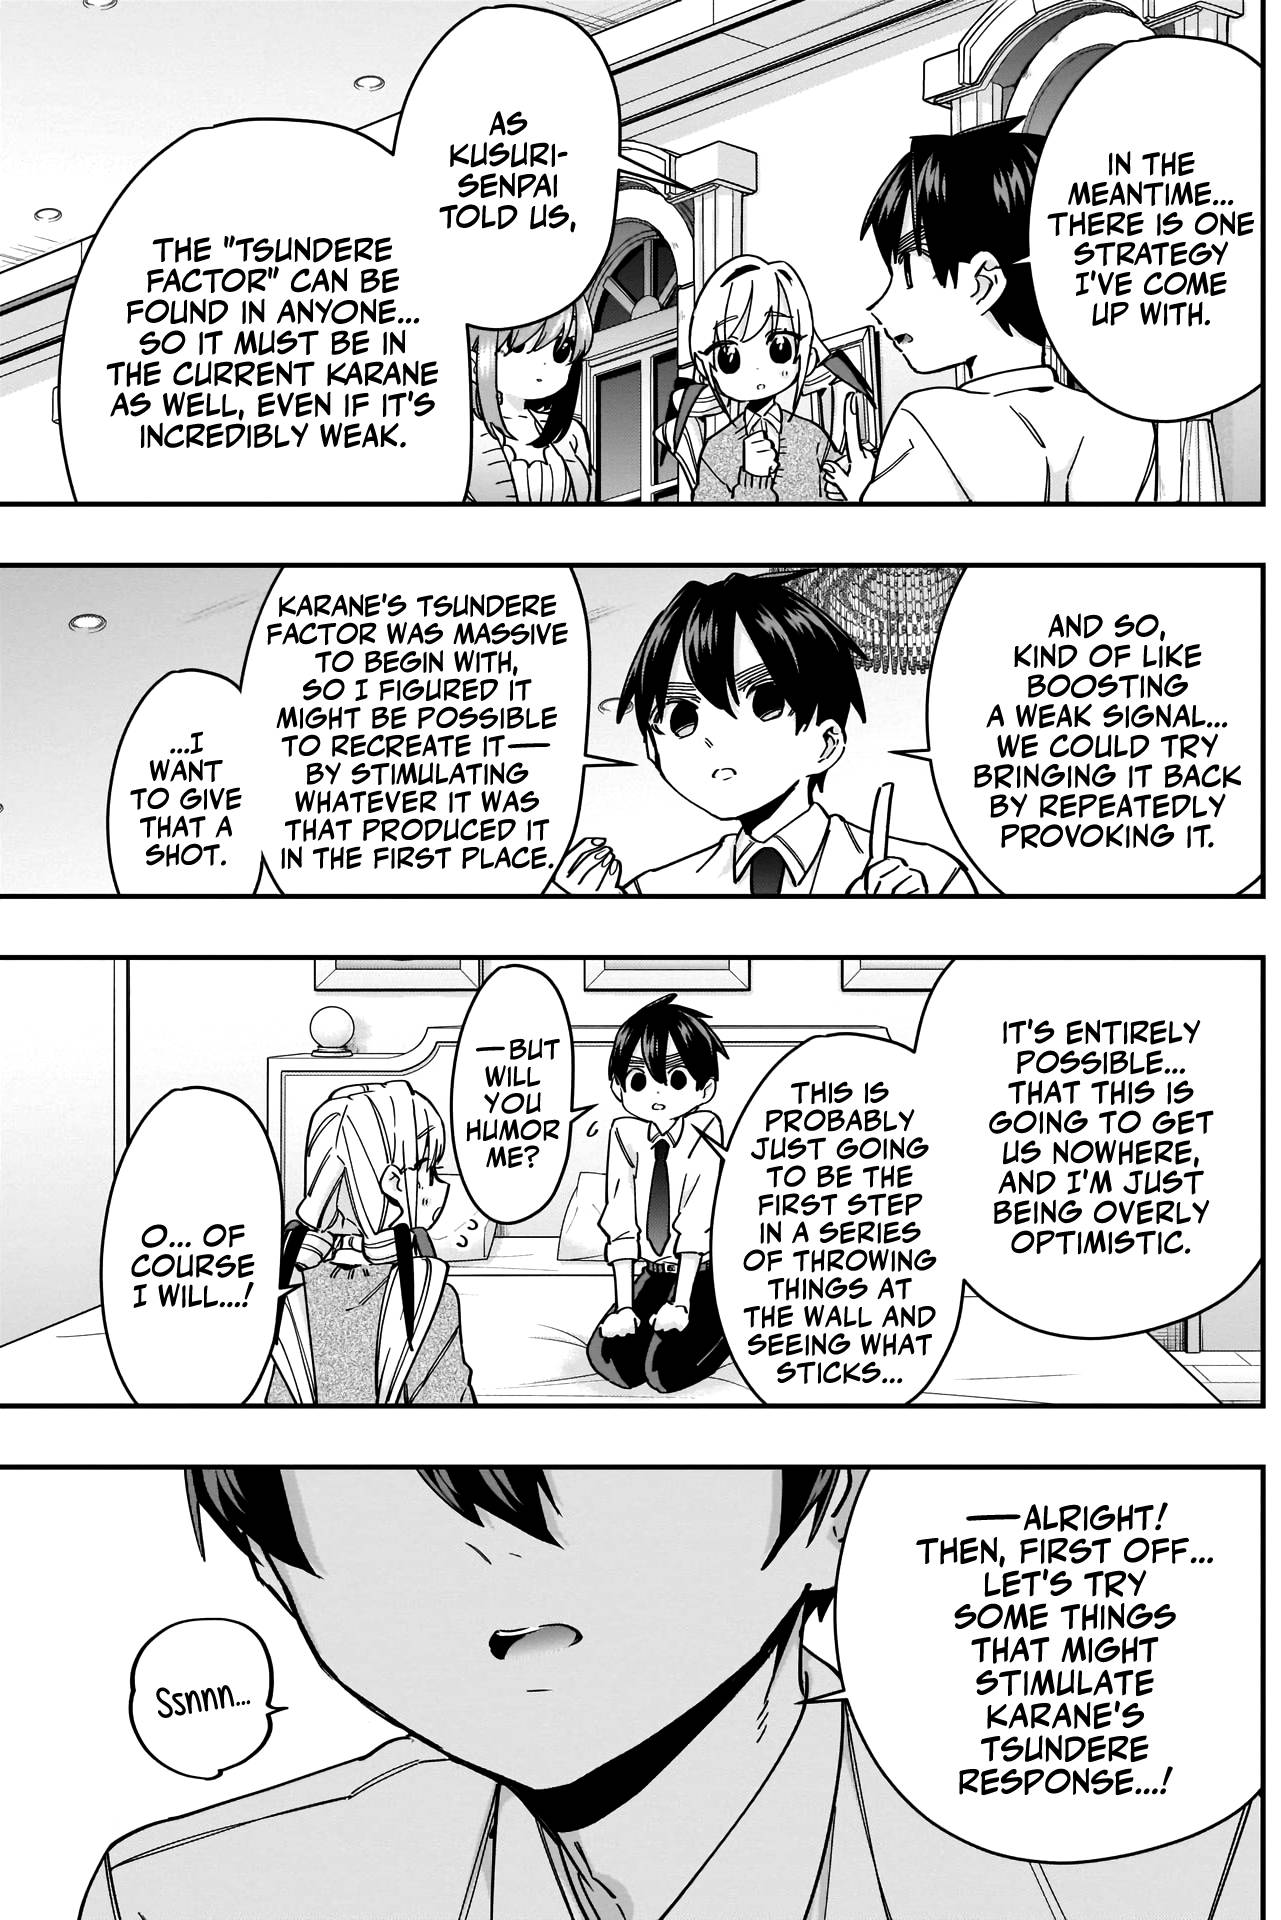 IN THE
MEANTIME...
THERE IS ONE
STRATEGY
I'VE COME
UP WITH.
AS
KUSURI-
SENPAI
TOLD US,
THE "TSUNDERE
FACTOR" CAN BE
FOUND IN ANYONE...
SO IT MUST BE IN
THE CURRENT KARANE
AS WELL, EVEN IF IT'S
INCREDIBLY WEAK.
AND SO,
KIND OF LIKE
BOOSTING
A WEAK SIGNAL...
WE COULD TRY
BRINGING IT BACK
BY REPEATEDLY
PROVOKING IT.
KARANE'S TSUNDERE
FACTOR WAS MASSIVE
TO BEGIN WITH,
SO I FIGURED IT
MIGHT BE POSSIBLE
TO RECREATE IT—
BY STIMULATING
WHATEVER IT WAS
THAT PRODUCED IT
IN THE FIRST PLACE.
...I
WANT
TO GIVE
THAT A
SHOT.
IT'S ENTIRELY
POSSIBLE...
THAT THIS IS
GOING TO GET
US NOWHERE,
AND I'M JUST
BEING OVERLY
OPTIMISTIC.
THIS IS
PROBABLY
JUST GOING
TO BE THE
FIRST STEP
IN A SERIES
OF THROWING
THINGS AT
THE WALL AND
SEEING WHAT
STICKS...
—BUT
WILL
YOU
HUMOR
ME?
O... OF
COURSE
I WILL...!
—ALRIGHT!
THEN, FIRST OFF...
LET'S TRY
SOME THINGS
THAT MIGHT
STIMULATE
KARANE'S
TSUNDERE
RESPONSE...!
Ssnnn...